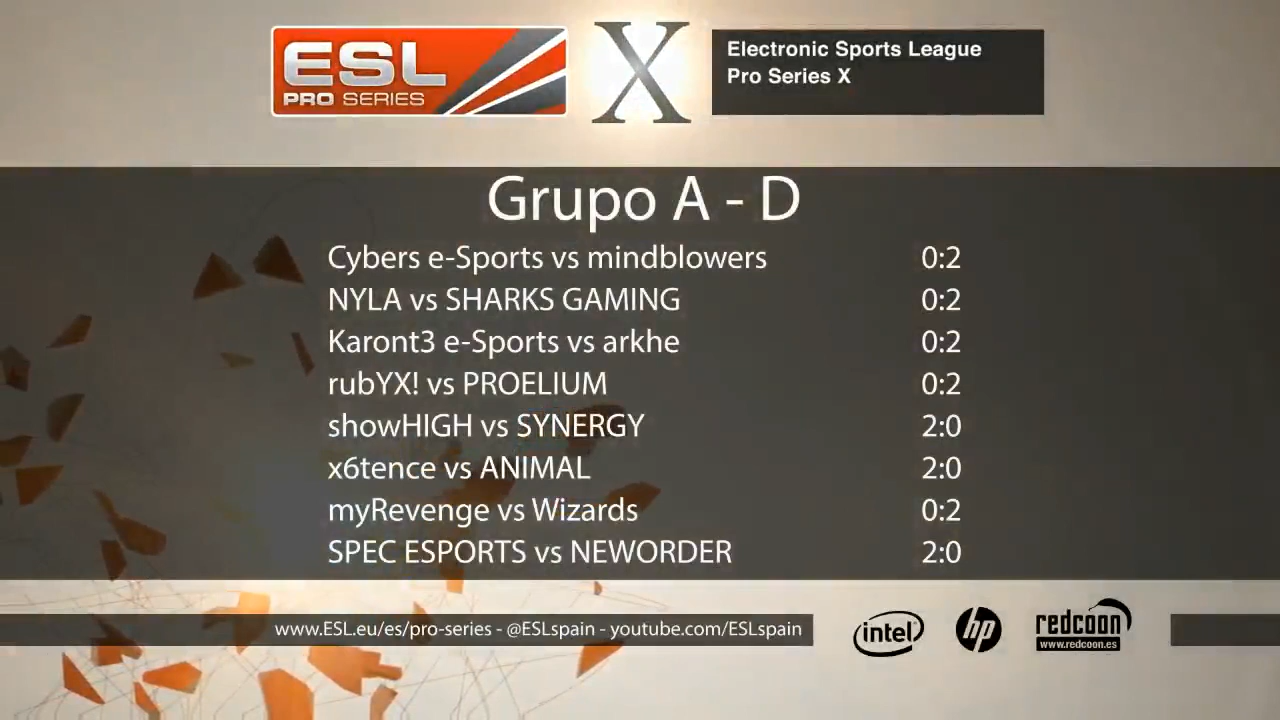 ESL
PRO SERIES
X
Electronic Sports League
Pro Series X
Grupo A - D
Cybers e-Sports vs mindblowers 0:2
NYLA vs SHARKS GAMING 0:2
Karont3 e-Sports vs arkhe 0:2
rubYX! vs PROELIUM 0:2
showHIGH vs SYNERGY 2:0
x6tence vs ANIMAL 2:0
myRevenge vs Wizards 0:2
SPEC ESPORTS vs NEWORDER 2:0
www.ESL.eu/es/pro-series - @ESLspain - youtube.com/ESLspain
intel
hp
redcoon
www.redcoon.es